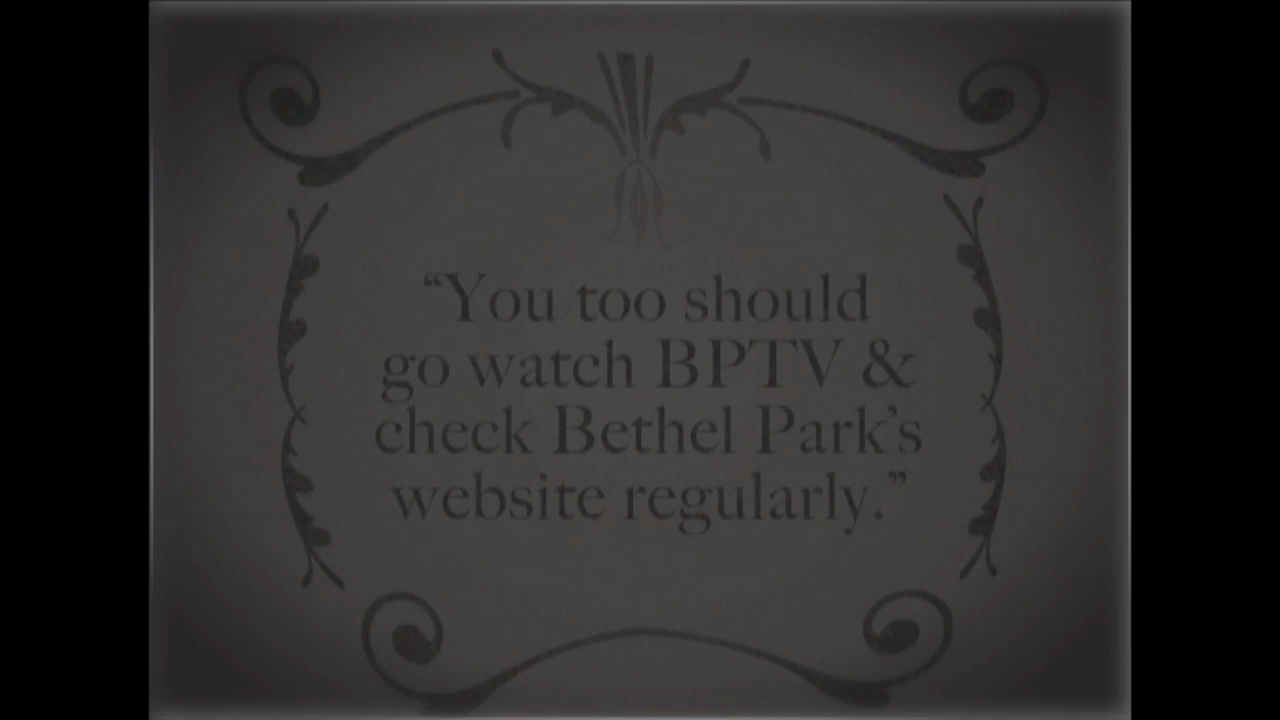 “You too should
go watch BPTV &
check Bethel Park’s
website regularly.”